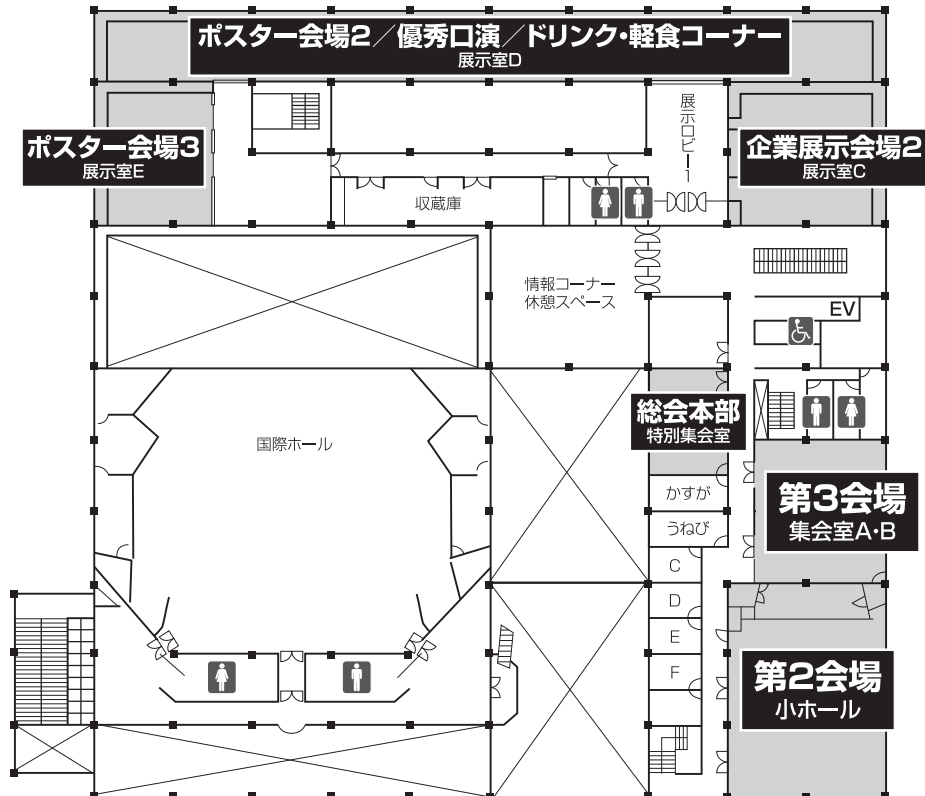 ポスター会場2／優秀口演／ドリンク・軽食コーナー
展示室D
ポスター会場3
展示室E
展示ロビー1
企業展示会場2
展示室C
収蔵庫
情報コーナー
休憩スペース
EV
総会本部
特別集会室
国際ホール
かすが
うねび
第3会場
集会室A・B
C
D
E
F
第2会場
小ホール